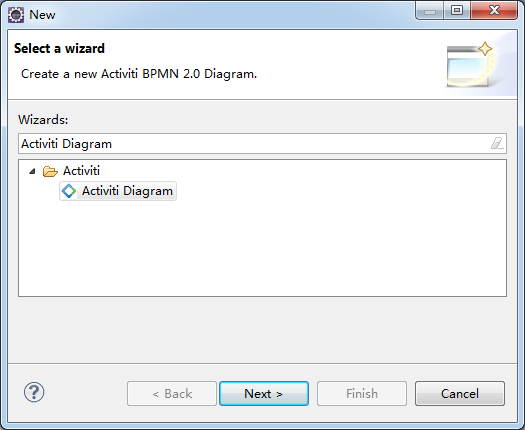 New
Select a wizard
Create a new Activiti BPMN 2.0 Diagram.
Wizards:
Activiti Diagram
Activiti
Activiti Diagram
?
< Back
Next >
Finish
Cancel